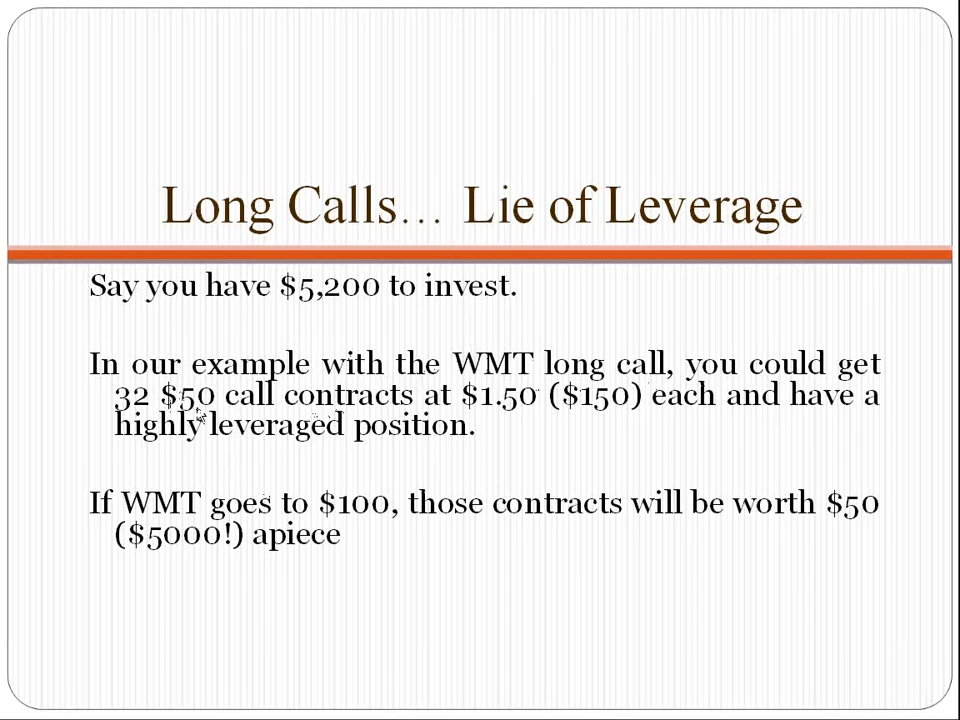 Long Calls… Lie of Leverage
Say you have $5,200 to invest.
In our example with the WMT long call, you could get
32 $50 call contracts at $1.50 ($150) each and have a
highly leveraged position.
If WMT goes to $100, those contracts will be worth $50
($5000!) apiece